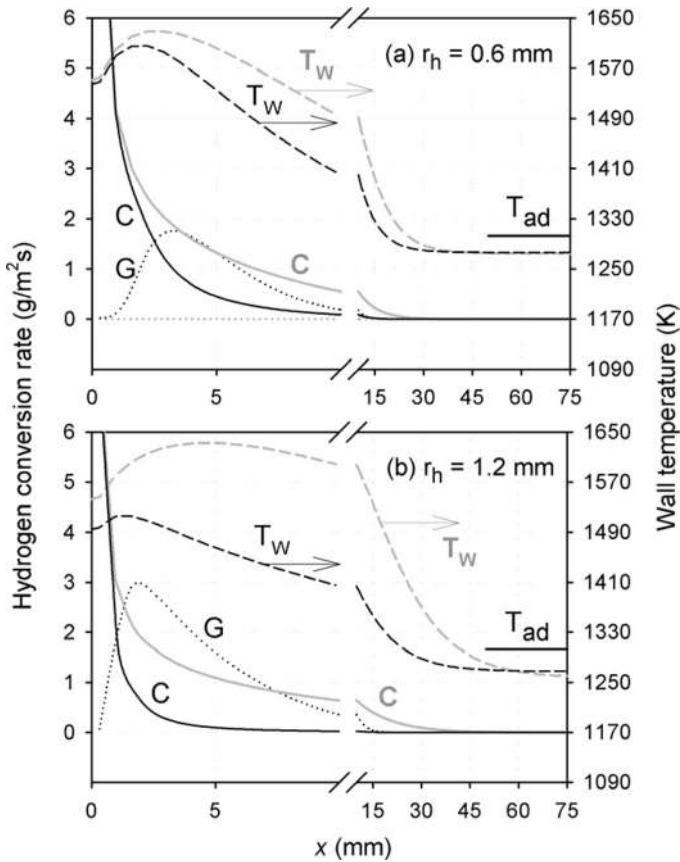 Hydrogen conversion rate (g/m²s)
Wall temperature (K)
6
5
4
3
2
1
0
1650
1570
1490
1410
1330
1250
1170
1090
(a) rₕ = 0.6 mm
T_w
T_w
C
G
C
T_ad
0
5
15
30
45
60
75
6
5
4
3
2
1
0
1650
1570
1490
1410
1330
1250
1170
1090
(b) rₕ = 1.2 mm
T_w
T_w
G
C
C
T_ad
0
5
15
30
45
60
75
x (mm)